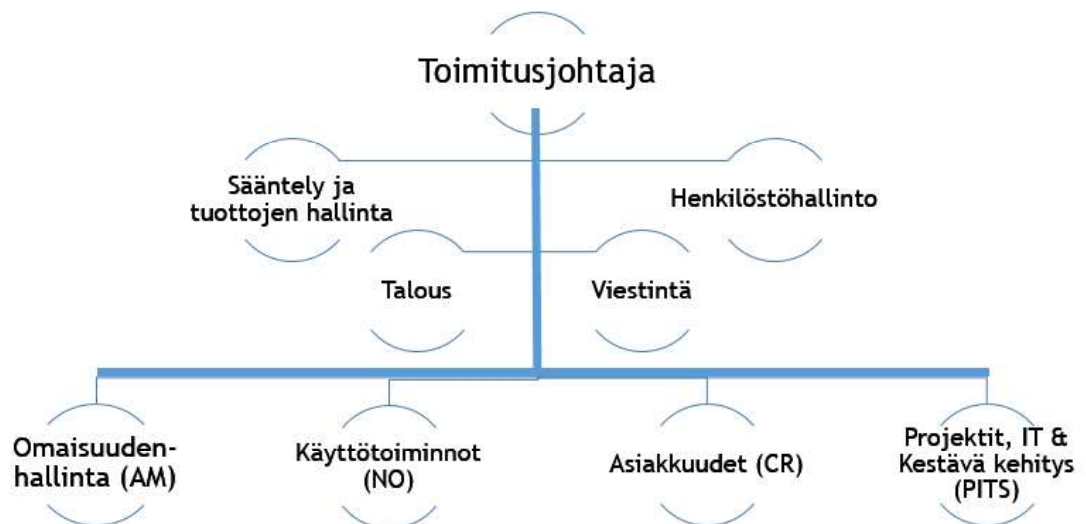 Toimitusjohtaja
Sääntely ja
tuottojen hallinta
Henkilöstöhallinto
Talous
Viestintä
Omaisuuden-
hallinta (AM)
Käyttötoiminnot
(NO)
Asiakkuudet (CR)
Projektit, IT &
Kestävä kehitys
(PITS)